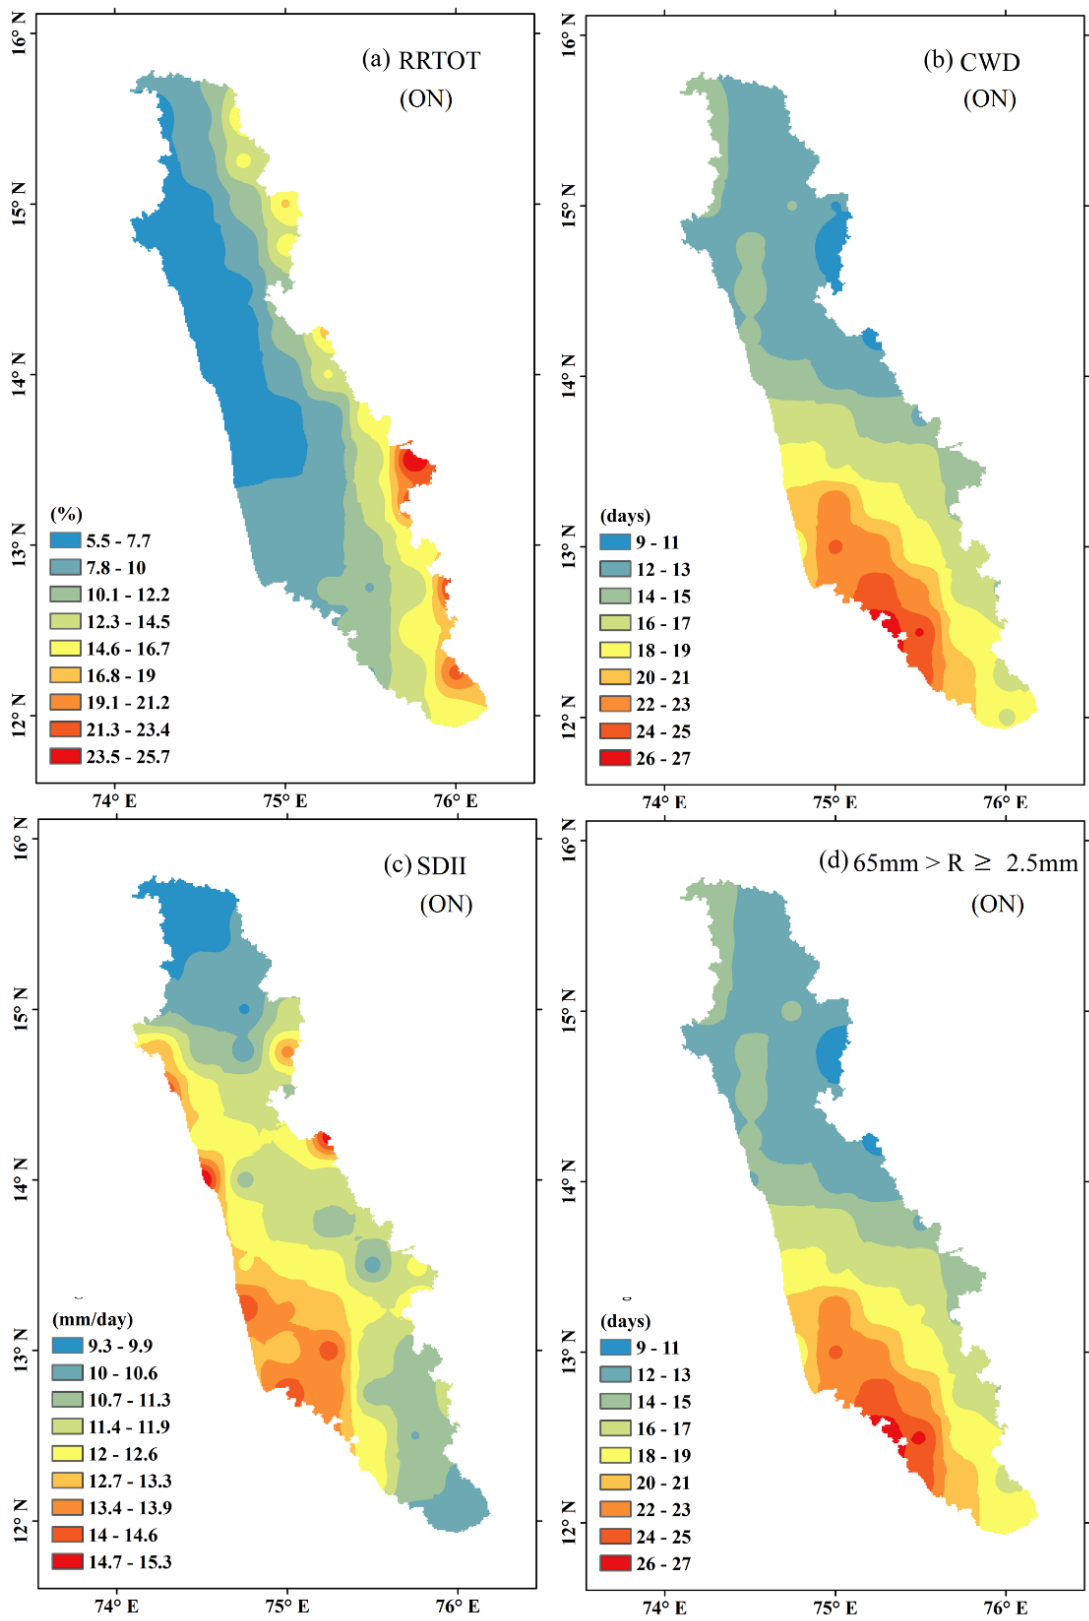 (a) RRTOT
(ON)
16° N
15° N
14° N
13° N
12° N
(%)
5.5 - 7.7
7.8 - 10
10.1 - 12.2
12.3 - 14.5
14.6 - 16.7
16.8 - 19
19.1 - 21.2
21.3 - 23.4
23.5 - 25.7
74° E 75° E 76° E
(b) CWD
(ON)
16° N
15° N
14° N
13° N
12° N
(days)
9 - 11
12 - 13
14 - 15
16 - 17
18 - 19
20 - 21
22 - 23
24 - 25
26 - 27
74° E 75° E 76° E
(c) SDII
(ON)
16° N
15° N
14° N
13° N
12° N
(mm/day)
9.3 - 9.9
10 - 10.6
10.7 - 11.3
11.4 - 11.9
12 - 12.6
12.7 - 13.3
13.4 - 13.9
14 - 14.6
14.7 - 15.3
74° E 75° E 76° E
(d) 65mm > R ≥ 2.5mm
(ON)
16° N
15° N
14° N
13° N
12° N
(days)
9 - 11
12 - 13
14 - 15
16 - 17
18 - 19
20 - 21
22 - 23
24 - 25
26 - 27
74° E 75° E 76° E